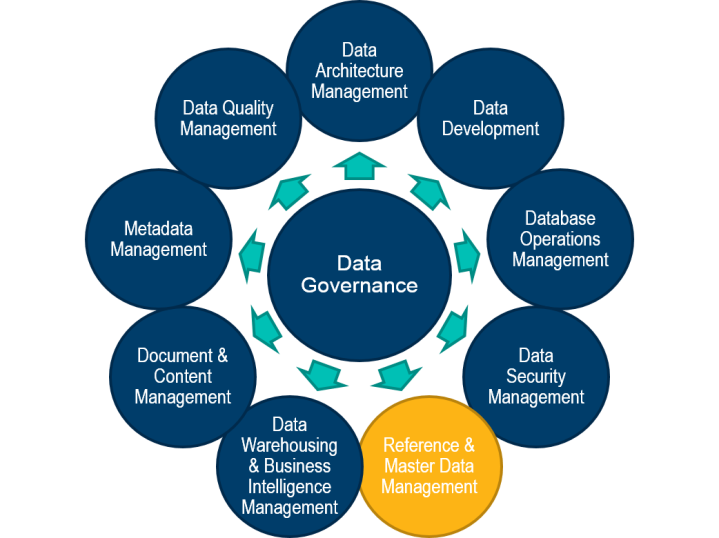 Data
Architecture
Management
Data
Development
Database
Operations
Management
Data
Security
Management
Reference &
Master Data
Management
Data
Warehousing
& Business
Intelligence
Management
Document &
Content
Management
Metadata
Management
Data Quality
Management
Data
Governance